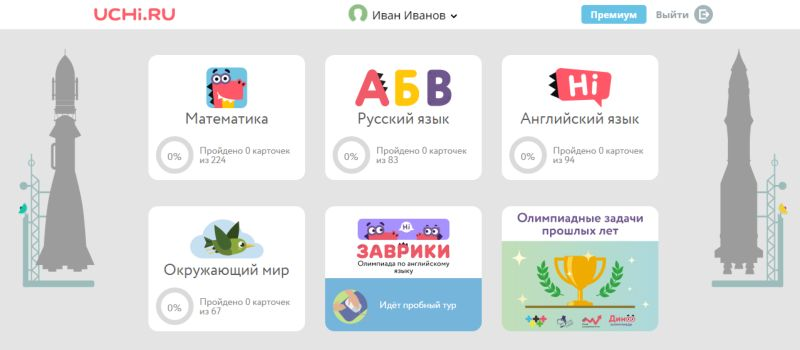 UCHi.RU
Иван Иванов
Премиум
Выйти
Математика
0%
Пройдено 0 карточек
из 224
АБВ
Русский язык
0%
Пройдено 0 карточек
из 83
Hi
Английский язык
0%
Пройдено 0 карточек
из 94
Окружающий мир
0%
Пройдено 0 карточек
из 67
Hi
ЗАВРИКИ
Олимпиада по английскому
языку
Идёт пробный тур
Олимпиадные задачи
прошлых лет